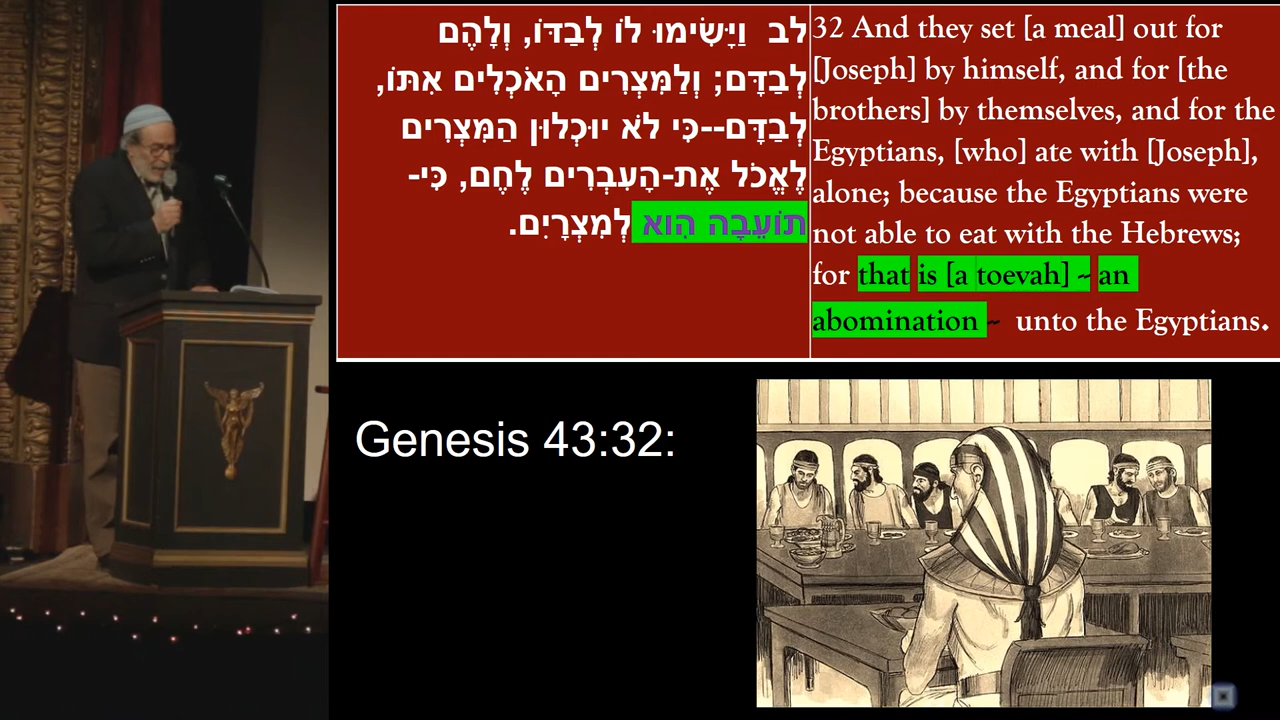 לב  וַיָּשִׂימוּ לוֹ לְבַדּוֹ, וְלָהֶם
לְבַדָּם; וְלַמִּצְרִים הָאֹכְלִים אִתּוֹ,
לְבַדָּם--כִּי לֹא יוּכְלוּן הַמִּצְרִים
לֶאֱכֹל אֶת-הָעִבְרִים לֶחֶם, כִּי-
תוֹעֵבָה הִוא לְמִצְרָיִם.
32 And they set [a meal] out for
[Joseph] by himself, and for [the
brothers] by themselves, and for the
Egyptians, [who] ate with [Joseph],
alone; because the Egyptians were
not able to eat with the Hebrews;
for that is [a toevah] ~ an
abomination ~ unto the Egyptians.
Genesis 43:32: